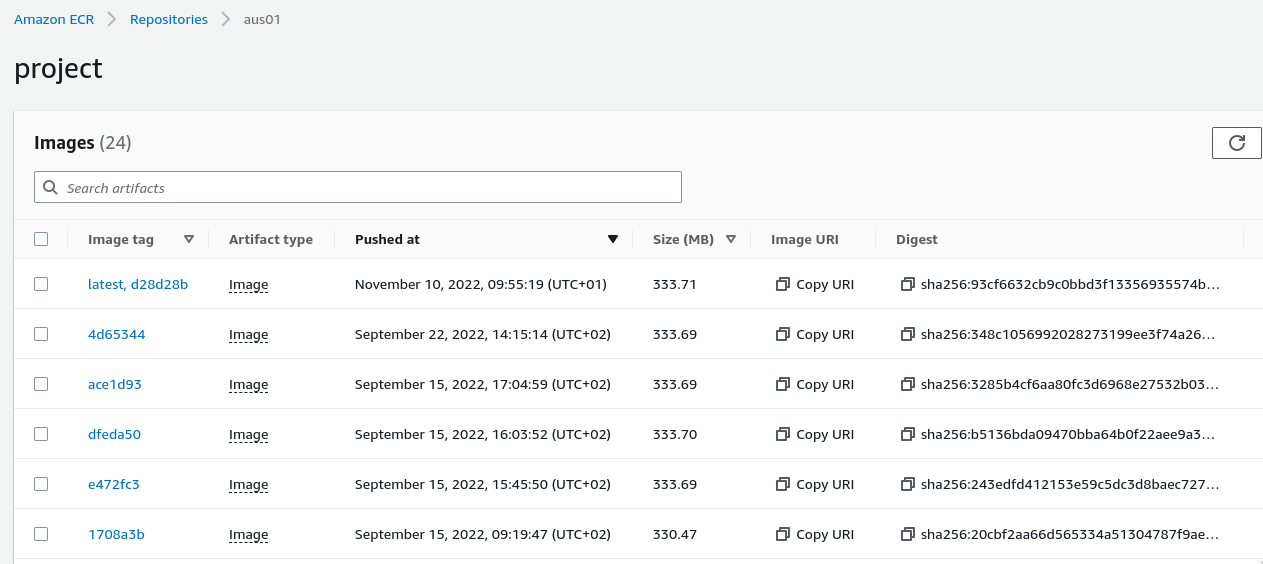 Amazon ECR > Repositories > aus01
project
Images (24)
Search artifacts
Image tag Artifact type Pushed at Size (MB) Image URI Digest
latest, d28d28b Image November 10, 2022, 09:55:19 (UTC+01) 333.71 Copy URI sha256:93cf6632cb9c0bbd3f13356935574b...
4d65344 Image September 22, 2022, 14:15:14 (UTC+02) 333.69 Copy URI sha256:348c1056992028273199ee3f74a26...
ace1d93 Image September 15, 2022, 17:04:59 (UTC+02) 333.69 Copy URI sha256:3285b4cf6aa80fc3d6968e27532b03...
dfeda50 Image September 15, 2022, 16:03:52 (UTC+02) 333.70 Copy URI sha256:b5136bda09470bba64b0f22aee9a3...
e472fc3 Image September 15, 2022, 15:45:50 (UTC+02) 333.69 Copy URI sha256:243edfd412153e59c5dc3d8baec727...
1708a3b Image September 15, 2022, 09:19:47 (UTC+02) 330.47 Copy URI sha256:20cbf2aa66d565334a51304787f9ae...